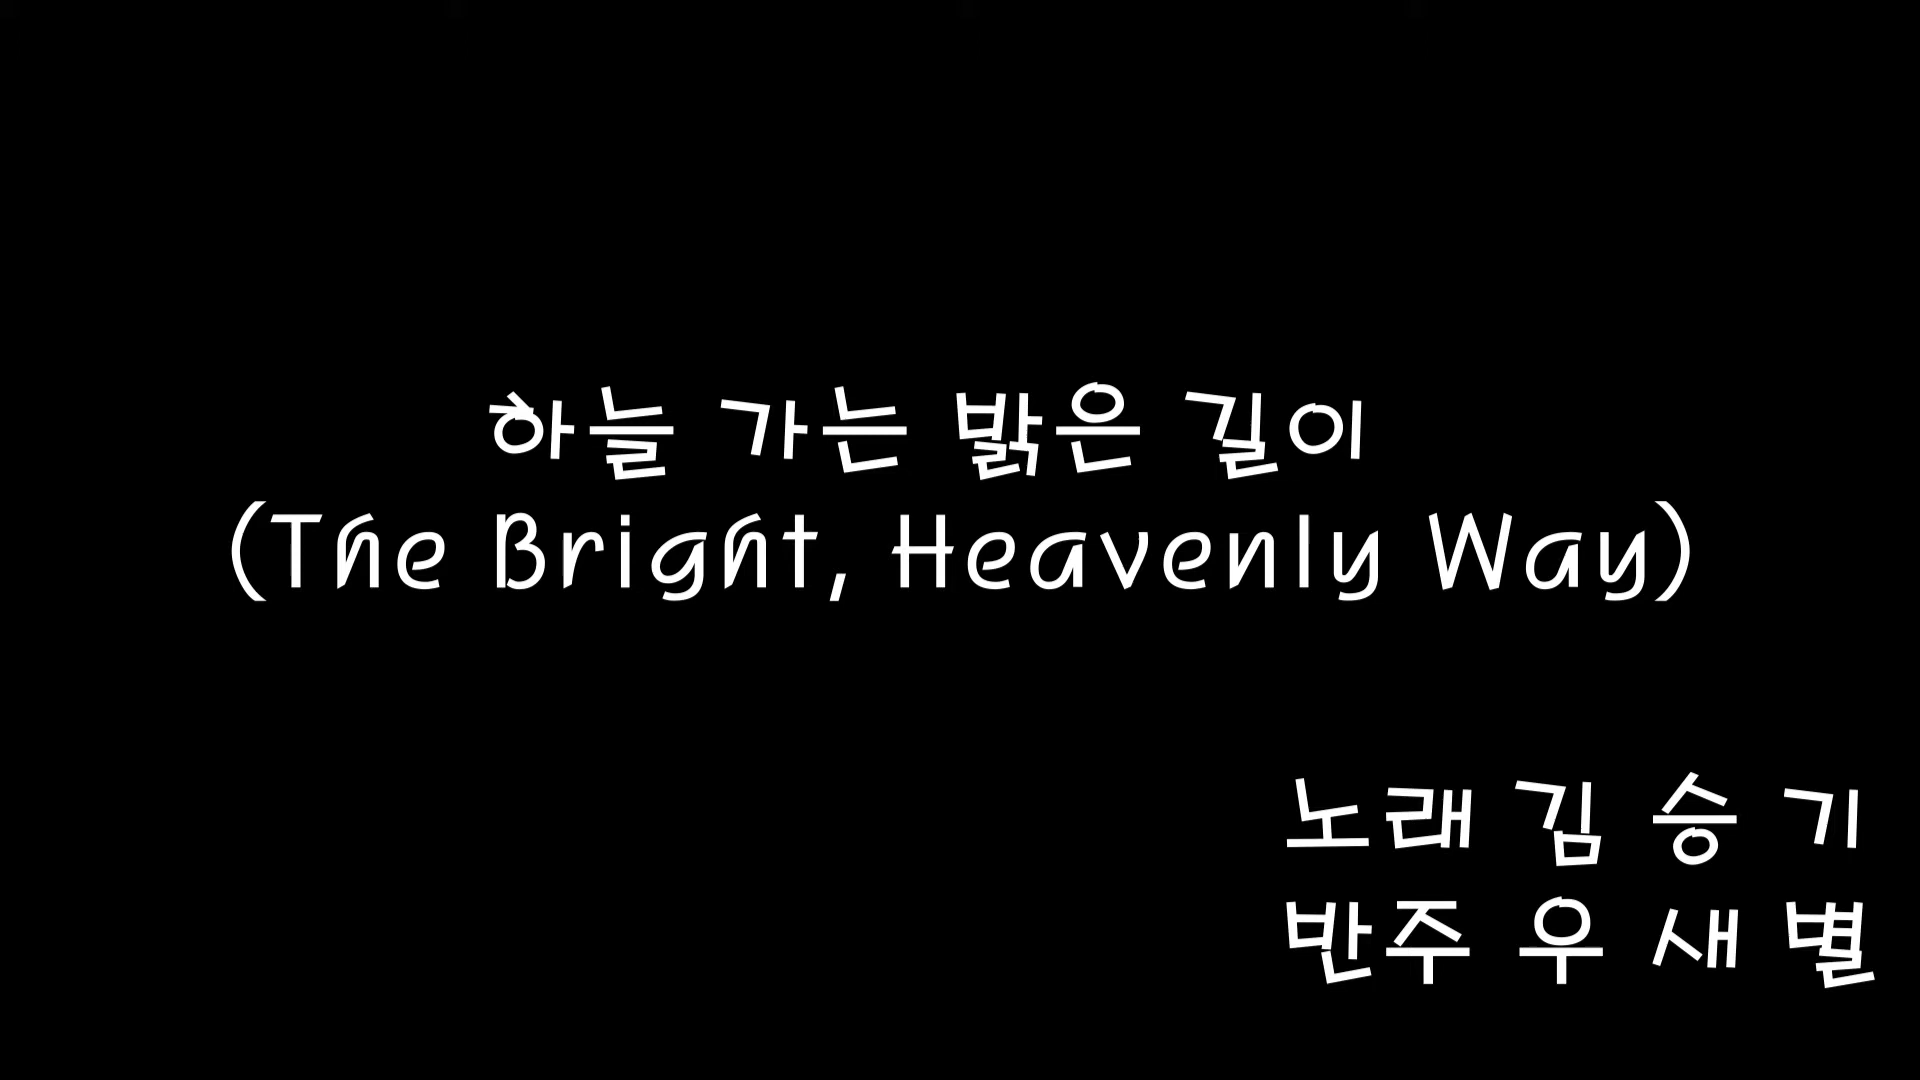 하늘 가는 밝은 길이
(The Bright, Heavenly Way)
노래 김 승 기
반주 우 새 별